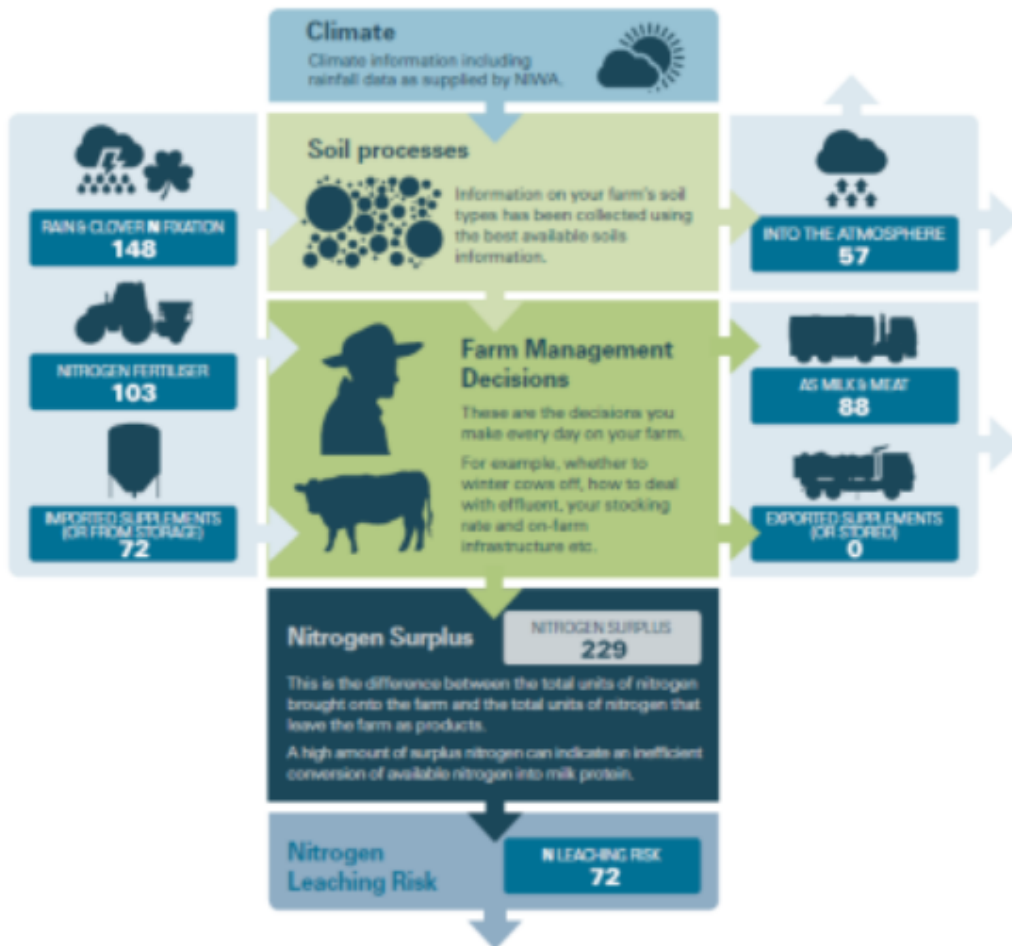 Climate
Climate information including
rainfall data as supplied by NIWA.
Soil processes
Information on your farm's soil
types has been collected using
the best available soils
information.
RAIN & CLOVER N FIXATION
148
NITROGEN FERTILISER
103
IMPORTED SUPPLEMENTS
(OR FROM STORAGE)
72
Farm Management
Decisions
These are the decisions you
make every day on your farm.
For example, whether to
winter cows off, how to deal
with effluent, your stocking
rate and on-farm
infrastructure etc.
INTO THE ATMOSPHERE
57
AS MILK & MEAT
88
EXPORTED SUPPLEMENTS
(OR STORED)
0
Nitrogen Surplus
NITROGEN SURPLUS
229
This is the difference between the total units of nitrogen
brought onto the farm and the total units of nitrogen that
leave the farm as products.
A high amount of surplus nitrogen can indicate an inefficient
conversion of available nitrogen into milk protein.
Nitrogen
Leaching Risk
N LEACHING RISK
72